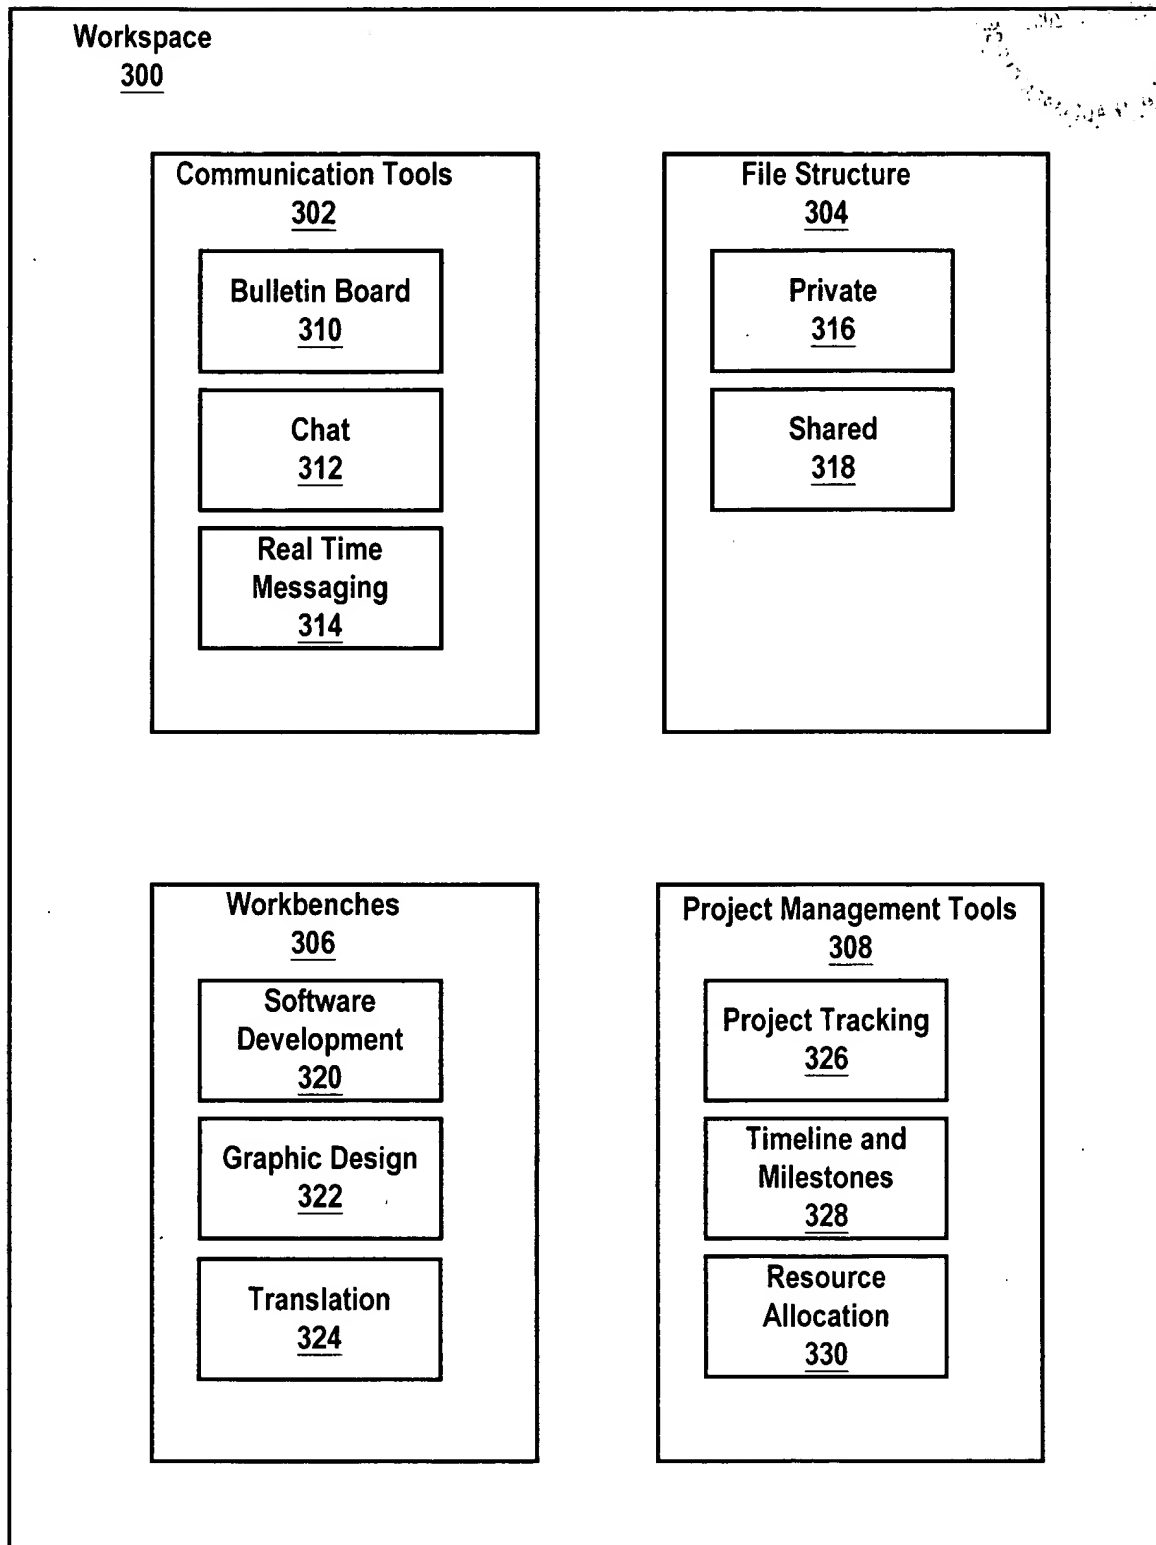 Workspace
300
Communication Tools
302
Bulletin Board
310
Chat
312
Real Time
Messaging
314
File Structure
304
Private
316
Shared
318
Workbenches
306
Software
Development
320
Graphic Design
322
Translation
324
Project Management Tools
308
Project Tracking
326
Timeline and
Milestones
328
Resource
Allocation
330